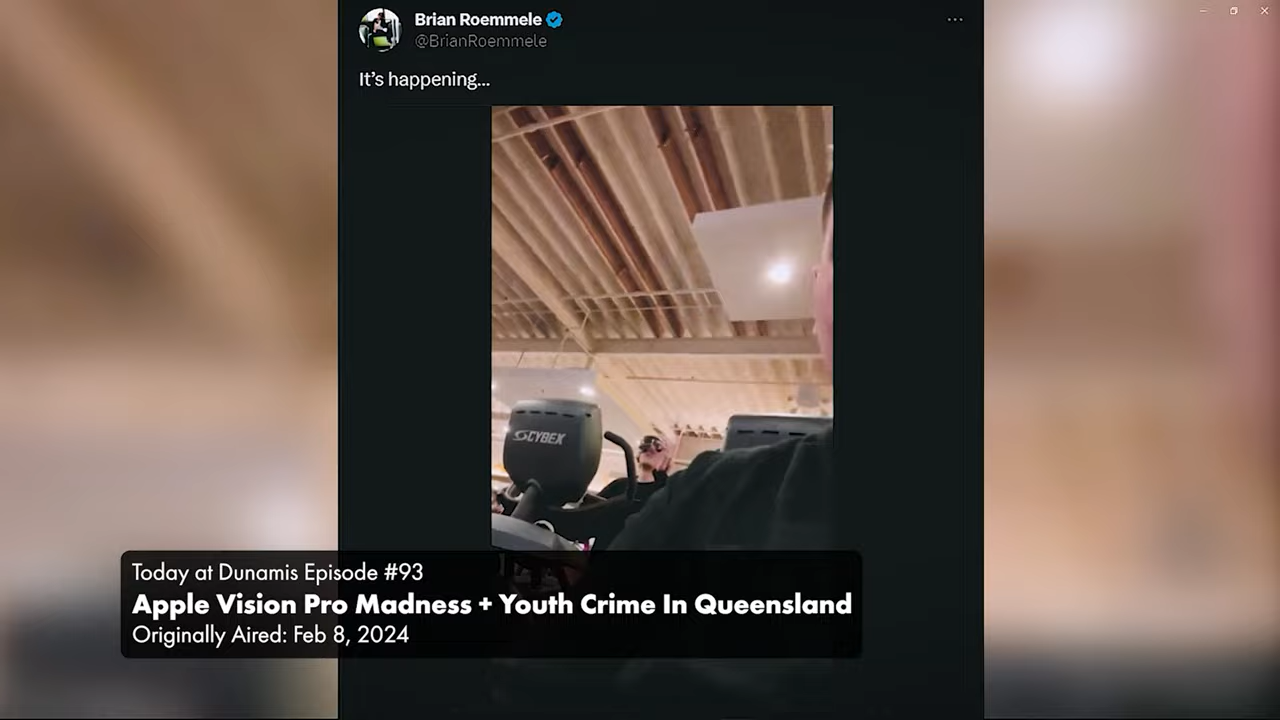 Brian Roemmele
@BrianRoemmele
It’s happening...
CYBEX
Today at Dunamis Episode #93
Apple Vision Pro Madness + Youth Crime In Queensland
Originally Aired: Feb 8, 2024